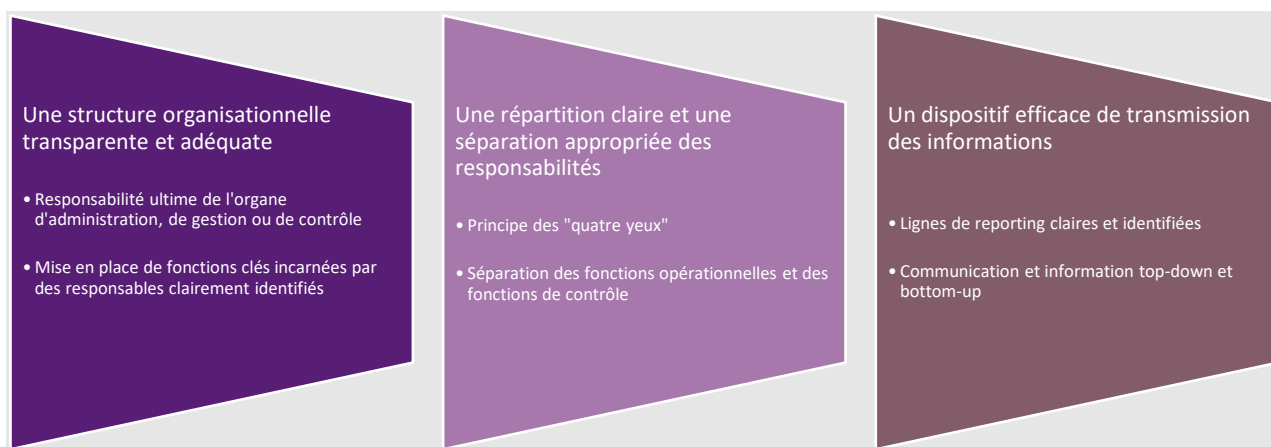 Une structure organisationnelle
transparente et adéquate
• Responsabilité ultime de l'organe
d'administration, de gestion ou de contrôle
• Mise en place de fonctions clés incarnées par
des responsables clairement identifiés
Une répartition claire et une
séparation appropriée des
responsabilités
• Principe des "quatre yeux"
• Séparation des fonctions opérationnelles et des
fonctions de contrôle
Un dispositif efficace de transmission
des informations
• Lignes de reporting claires et identifiées
• Communication et information top-down et
bottom-up